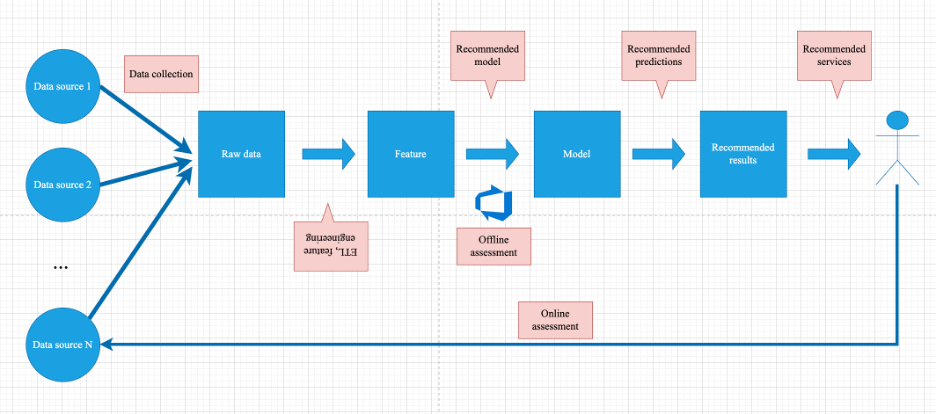 Data source 1
Data collection
Recommended
model
Recommended
predictions
Recommended
services
Data source 2
Raw data
Feature
Model
Recommended
results
ETL, feature
engineering
Offline
assessment
...
Online
assessment
Data source N